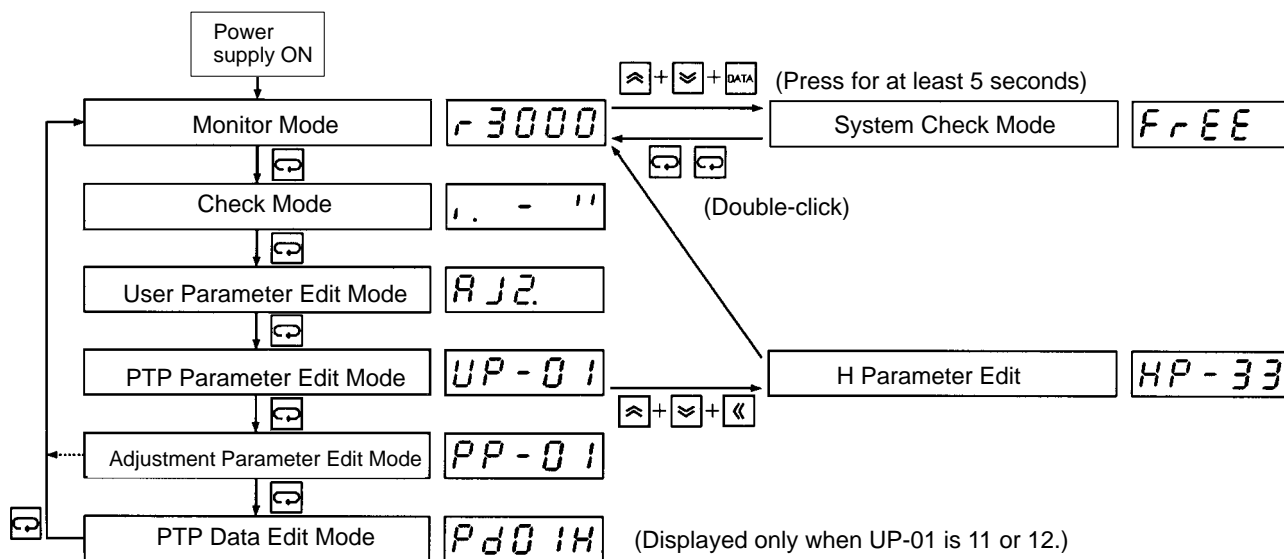 Power
supply ON
DATA
(Press for at least 5 seconds)
Monitor Mode
r3000
System Check Mode
FrEE
Check Mode
(Double-click)
User Parameter Edit Mode
AJ2.
PTP Parameter Edit Mode
UP-01
H Parameter Edit
HP-33
Adjustment Parameter Edit Mode
PP-01
PTP Data Edit Mode
Pd01H
(Displayed only when UP-01 is 11 or 12.)